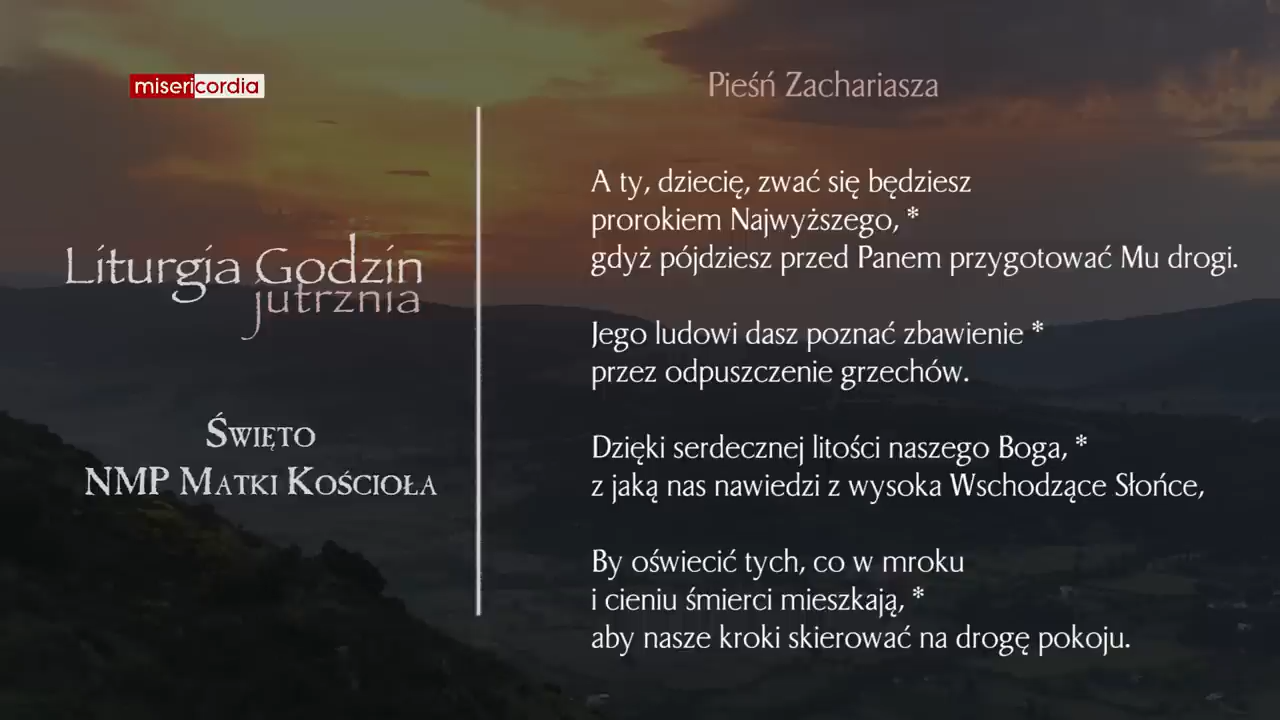 misericordia
Liturgia Godzin
jutrznia
Święto
NMP Matki Kościoła
Pieśń Zachariasza
A ty, dziecię, zwać się będziesz
prorokiem Najwyższego, *
gdyż pójdziesz przed Panem przygotować Mu drogi.
Jego ludowi dasz poznać zbawienie *
przez odpuszczenie grzechów.
Dzięki serdecznej litości naszego Boga, *
z jaką nas nawiedzi z wysoka Wschodzące Słońce,
By oświecić tych, co w mroku
i cieniu śmierci mieszkają, *
aby nasze kroki skierować na drogę pokoju.